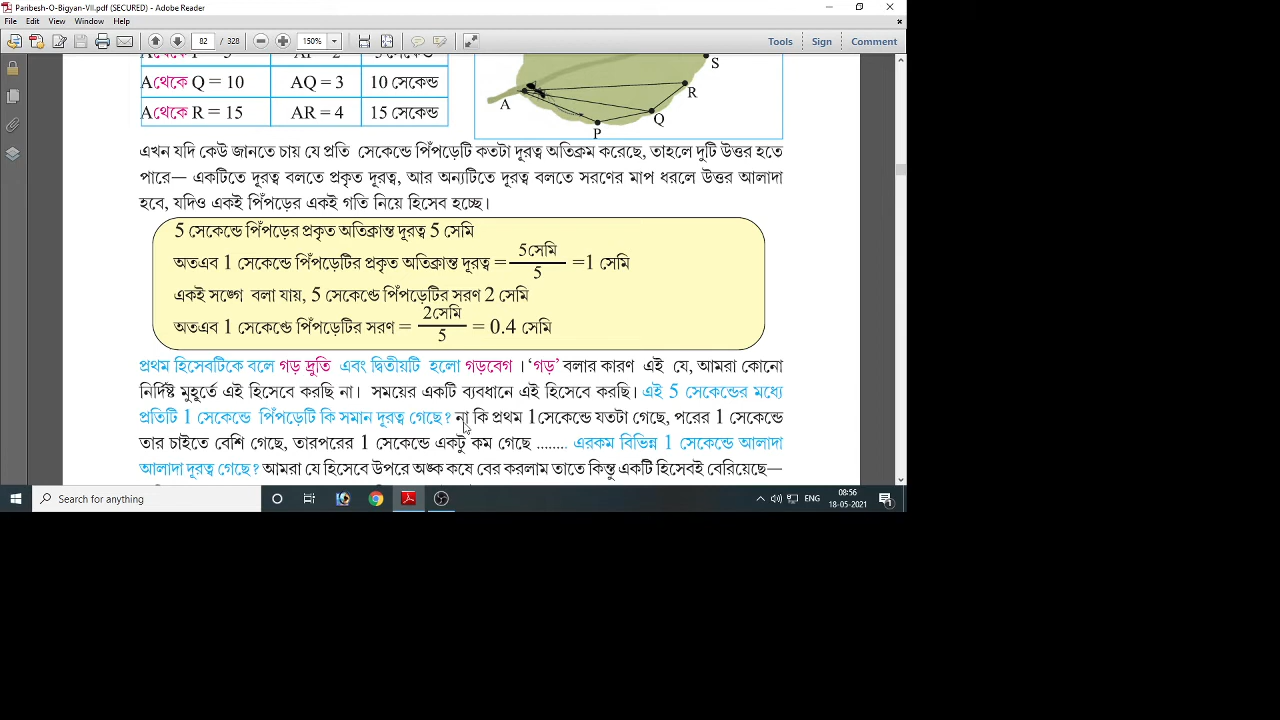 Paribesh-O-Bigyan-VII.pdf (SECURED) - Adobe Reader
File Edit View Window Help
82 / 328 150% Tools Sign Comment
A থেকে Q = 10 AQ = 3 10 সেকেন্ড
A থেকে R = 15 AR = 4 15 সেকেন্ড
S
R
A
Q
P
এখন যদি কেউ জানতে চায় যে প্রতি সেকেন্ডে পিঁপড়েটি কতটা দূরত্ব অতিক্রম করেছে, তাহলে দুটি উত্তর হতে
পারে— একটিতে দূরত্ব বলতে প্রকৃত দূরত্ব, আর অন্যটিতে দূরত্ব বলতে সরণের মাপ ধরলে উত্তর আলাদা
হবে, যদিও একই পিঁপড়ের একই গতি নিয়ে হিসেব হচ্ছে।
5 সেকেন্ডে পিঁপড়ের প্রকৃত অতিক্রান্ত দূরত্ব 5 সেমি
অতএব 1 সেকেন্ডে পিঁপড়েটির প্রকৃত অতিক্রান্ত দূরত্ব = 5সেমি / 5 =1 সেমি
একই সঙ্গে বলা যায়, 5 সেকেণ্ডে পিঁপড়েটির সরণ 2 সেমি
অতএব 1 সেকেণ্ডে পিঁপড়েটির সরণ = 2সেমি / 5 = 0.4 সেমি
প্রথম হিসেবটিকে বলে গড় দ্রুতি এবং দ্বিতীয়টি হলো গড়বেগ । ‘গড়’ বলার কারণ এই যে, আমরা কোনো
নির্দিষ্ট মুহূর্তে এই হিসেবে করছি না। সময়ের একটি ব্যবধানে এই হিসেবে করছি। এই 5 সেকেন্ডের মধ্যে
প্রতিটি 1 সেকেন্ডে পিঁপড়েটি কি সমান দূরত্ব গেছে? না কি প্রথম 1সেকেন্ডে যতটা গেছে, পরের 1 সেকেন্ডে
তার চাইতে বেশি গেছে, তারপরের 1 সেকেন্ডে একটু কম গেছে ........ এরকম বিভিন্ন 1 সেকেন্ডে আলাদা
আলাদা দূরত্ব গেছে? আমরা যে হিসেবে উপরে অঙ্ক কষে বের করলাম তাতে কিন্তু একটি হিসেবই বেরিয়েছে—
Search for anything
ENG
08:56
18-05-2021